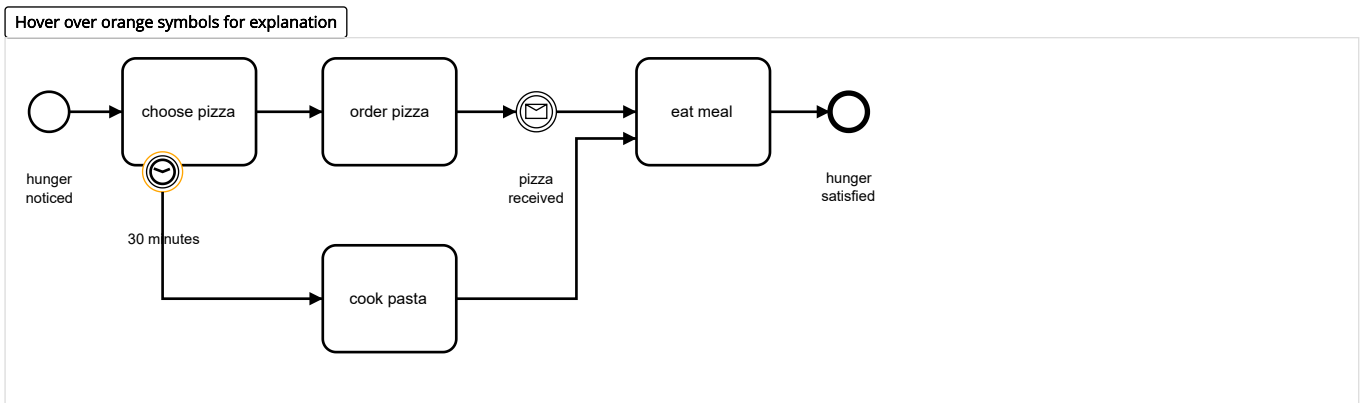 Hover over orange symbols for explanation
choose pizza
order pizza
eat meal
hunger
noticed
pizza
received
hunger
satisfied
30 minutes
cook pasta